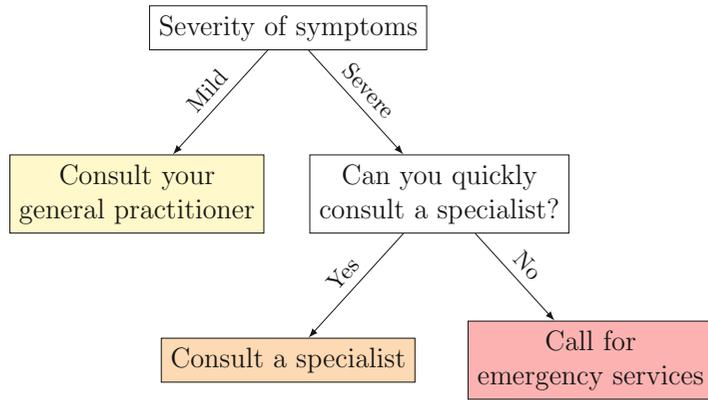 Severity of symptoms
Mild
Severe
Consult your
general practitioner
Can you quickly
consult a specialist?
Yes
No
Consult a specialist
Call for
emergency services